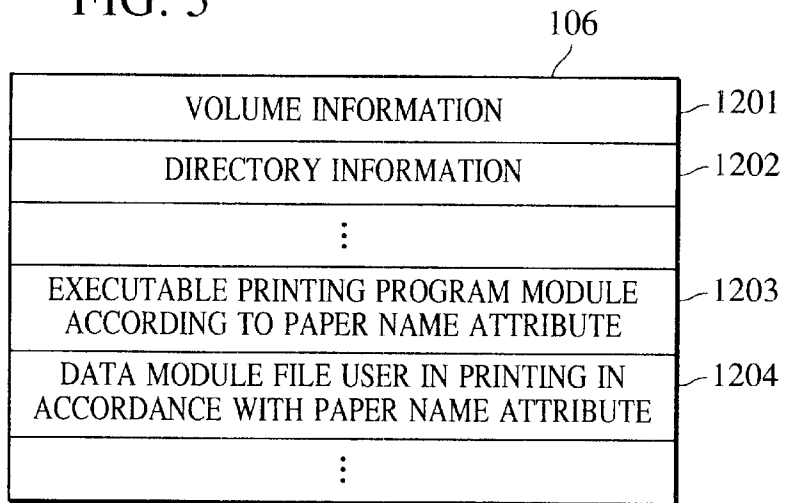 FIG.
106
VOLUME INFORMATION
1201
DIRECTORY INFORMATION
1202
⋮
EXECUTABLE PRINTING PROGRAM MODULE
ACCORDING TO PAPER NAME ATTRIBUTE
1203
DATA MODULE FILE USER IN PRINTING IN
ACCORDANCE WITH PAPER NAME ATTRIBUTE
1204
⋮